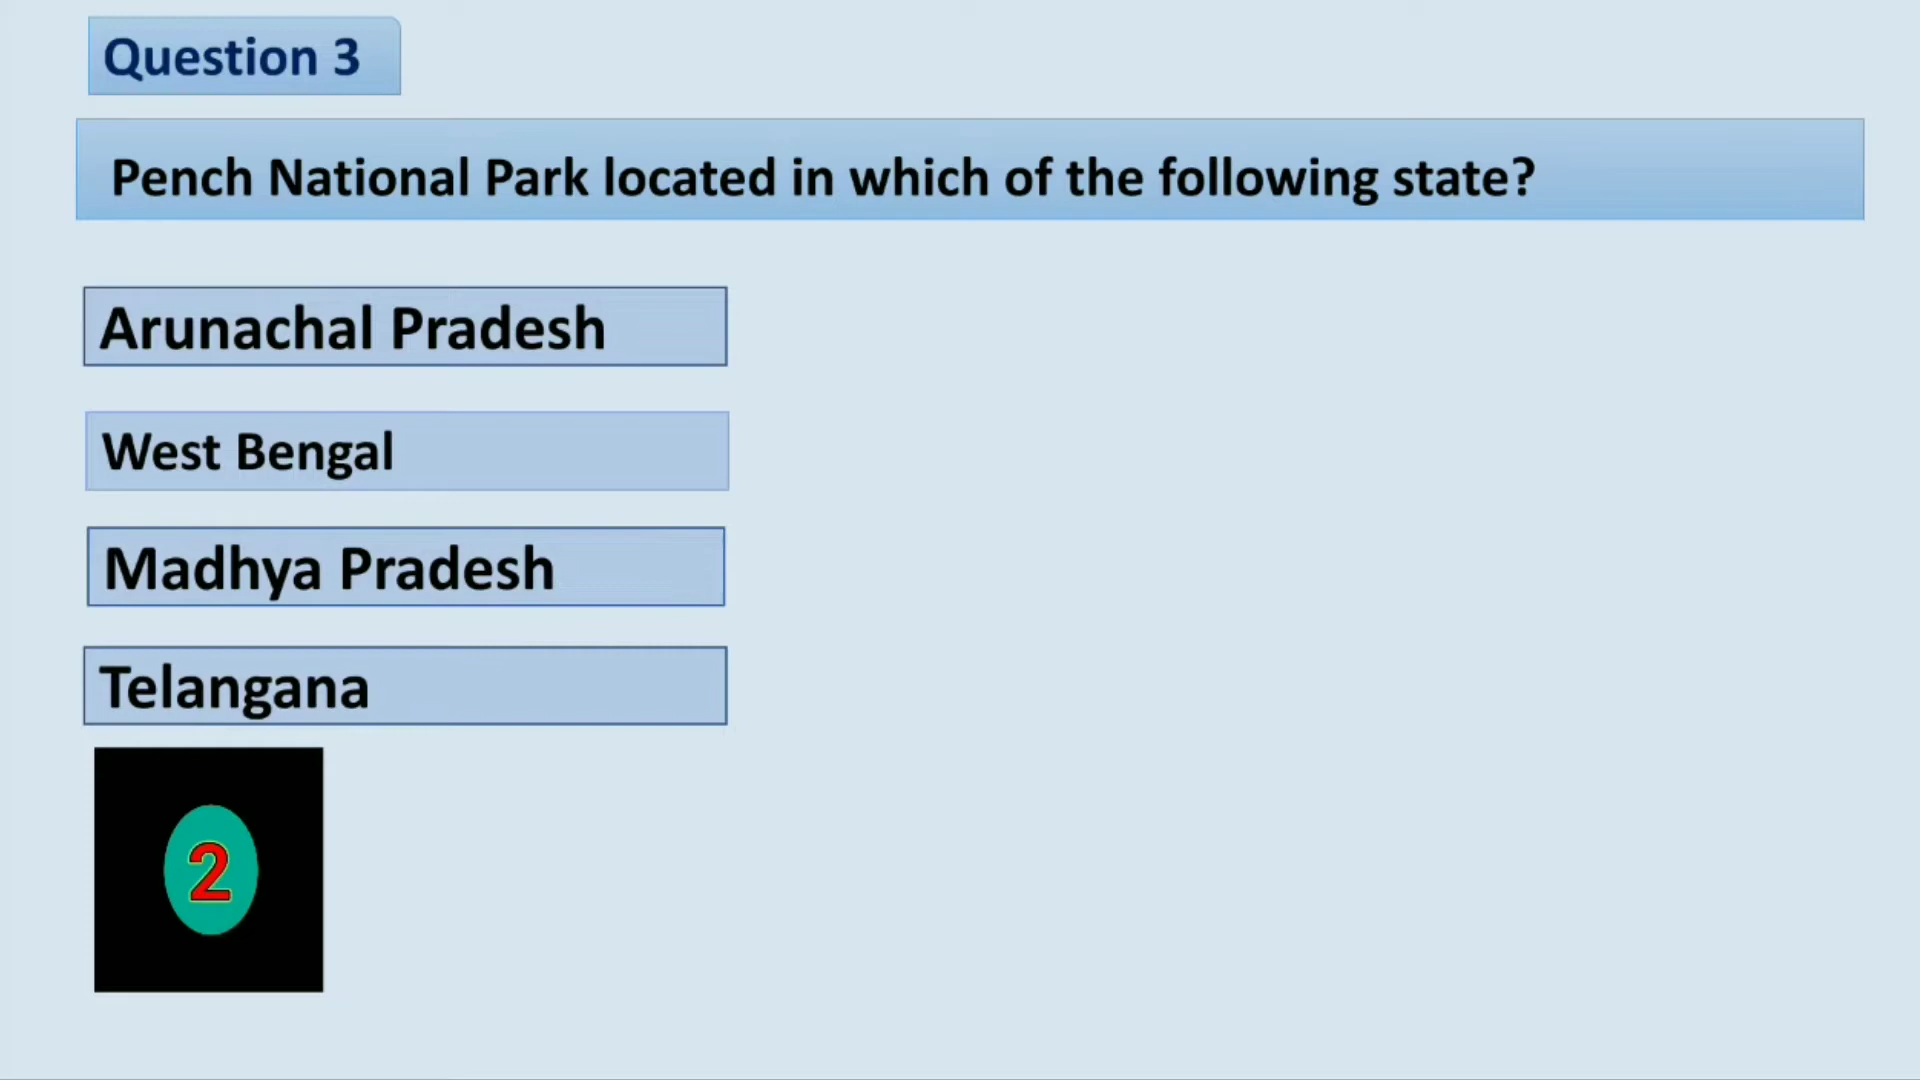 Question 3
Pench National Park located in which of the following state?
Arunachal Pradesh
West Bengal
Madhya Pradesh
Telangana
2